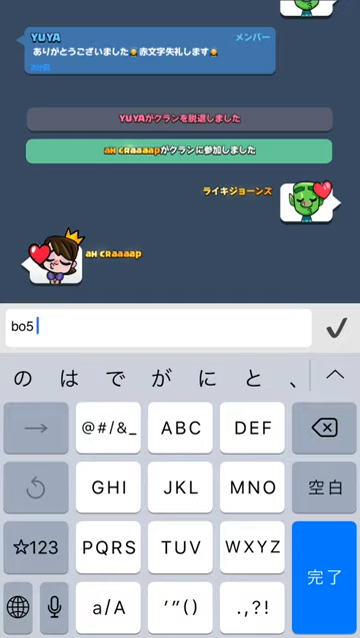 YUYA
メンバー
ありがとうございました🙇赤文字失礼します🙇
YUYAがクランを脱退しました
aH CRaaaapがクランに参加しました
ライキジョーンズ
aH CRaaaap
bo5
の は で が に と 、
→ @#/&_ ABC DEF
GHI JKL MNO 空白
☆123 PQRS TUV WXYZ
a/A '"() .,?! 完了